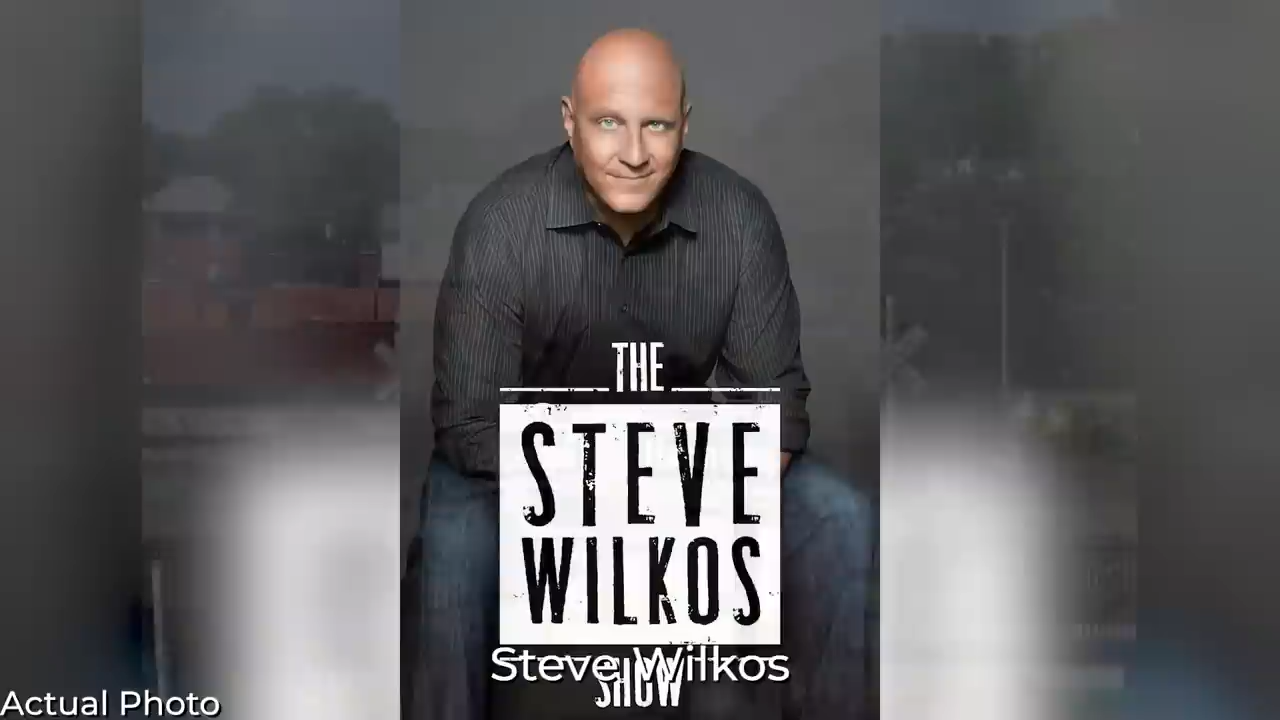 THE
STEVE
WILKOS
Steve Wilkos
SHOW
Actual Photo